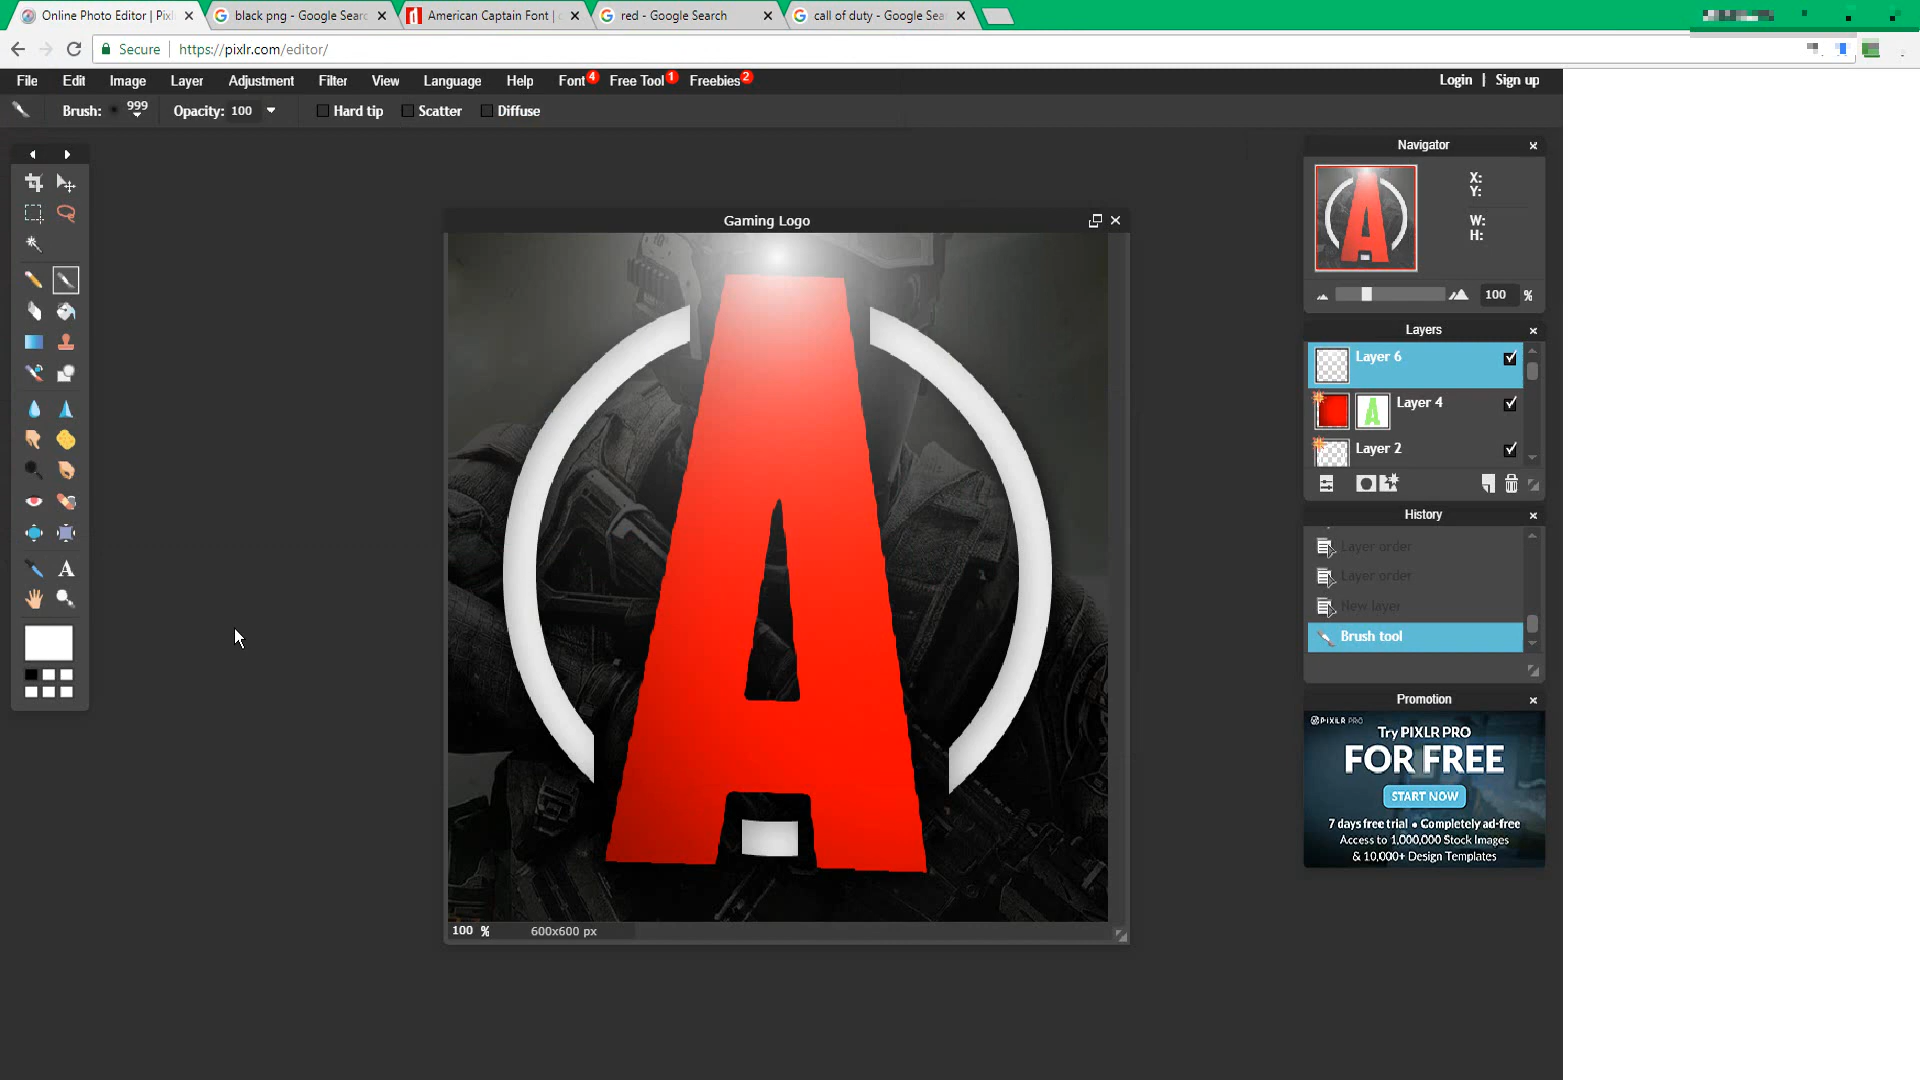 Online Photo Editor | Pixl
black png - Google Sear
American Captain Font |
red - Google Search
call of duty - Google Sea
Secure
https://pixlr.com/editor/
File Edit Image Layer Adjustment Filter View Language Help Font 4 Free Tool 1 Freebies 2
Login | Sign up
Brush: 999 Opacity: 100 Hard tip Scatter Diffuse
Navigator
X:
Y:
W:
H:
100 %
Gaming Logo
A
100 % 600x600 px
Layers
Layer 6
Layer 4
Layer 2
History
Layer order
Layer order
New layer
Brush tool
Promotion
PIXLR PRO
Try PIXLR PRO
FOR FREE
START NOW
7 days free trial • Completely ad-free
Access to 1,000,000 Stock Images
& 10,000+ Design Templates